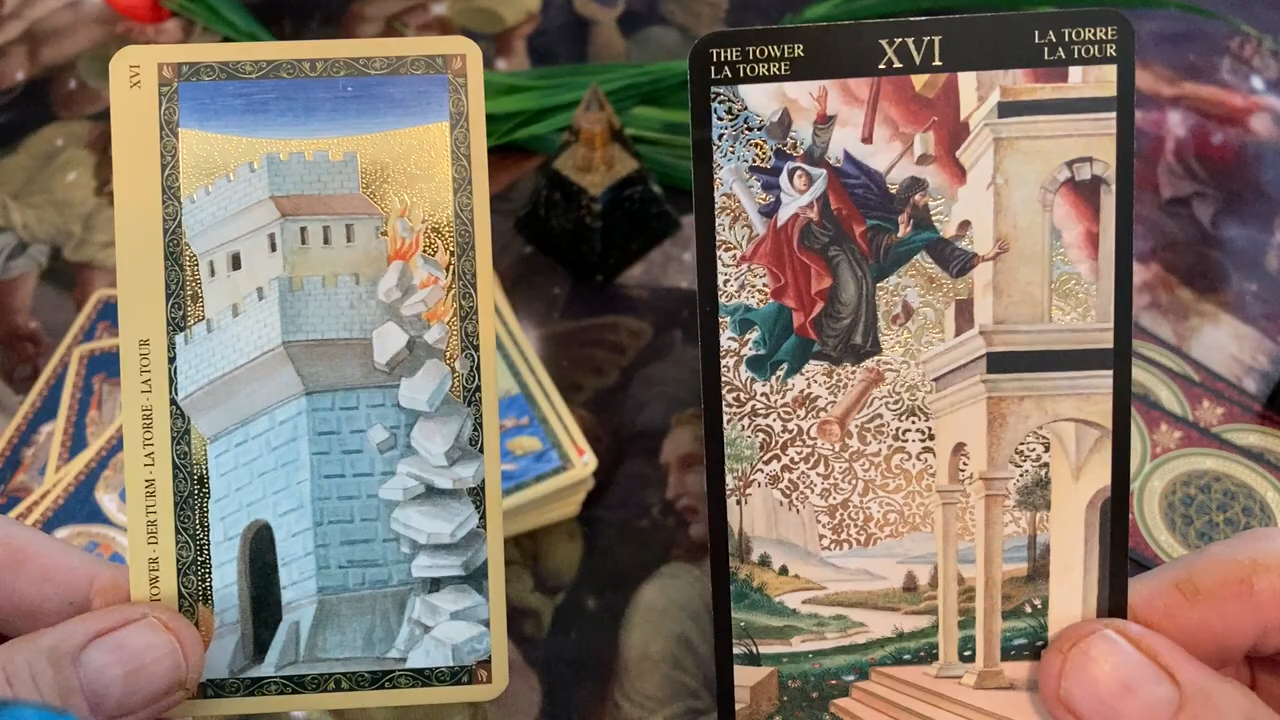 XVI
TOWER - DER TURM - LA TORRE - LA TOUR
THE TOWER
LA TORRE
XVI
LA TORRE
LA TOUR